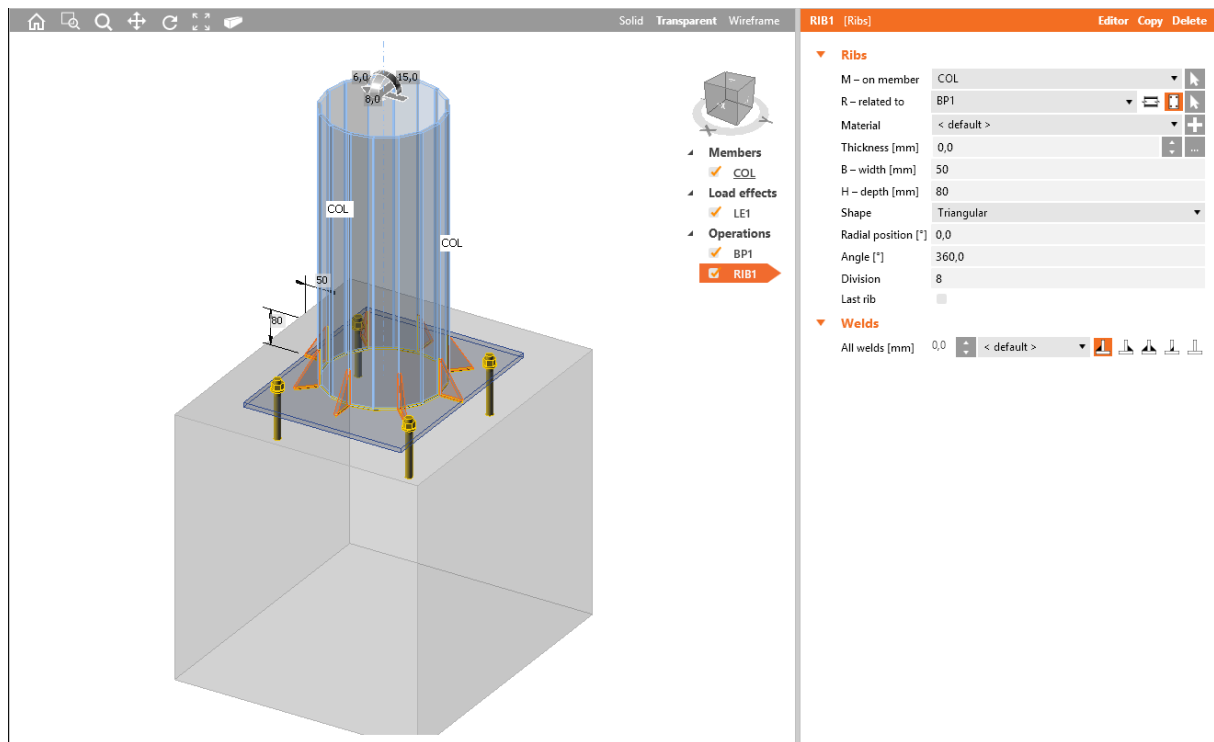 Solid Transparent Wireframe
6,0
15,0
8,0
COL
COL
50
80
Members
COL
Load effects
LE1
Operations
BP1
RIB1
RIB1 [Ribs] Editor Copy Delete
Ribs
M – on member COL
R – related to BP1
Material < default >
Thickness [mm] 0,0 ...
B – width [mm] 50
H – depth [mm] 80
Shape Triangular
Radial position [°] 0,0
Angle [°] 360,0
Division 8
Last rib
Welds
All welds [mm] 0,0 < default >